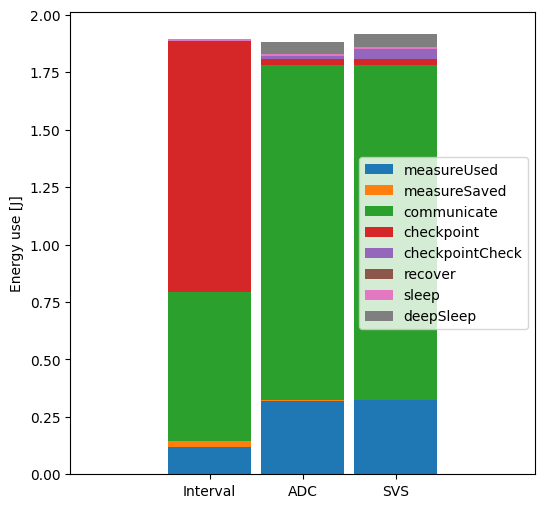 2.00
1.75
1.50
1.25
1.00
0.75
0.50
0.25
0.00
Energy use [J]
Interval ADC SVS
measureUsed
measureSaved
communicate
checkpoint
checkpointCheck
recover
sleep
deepSleep